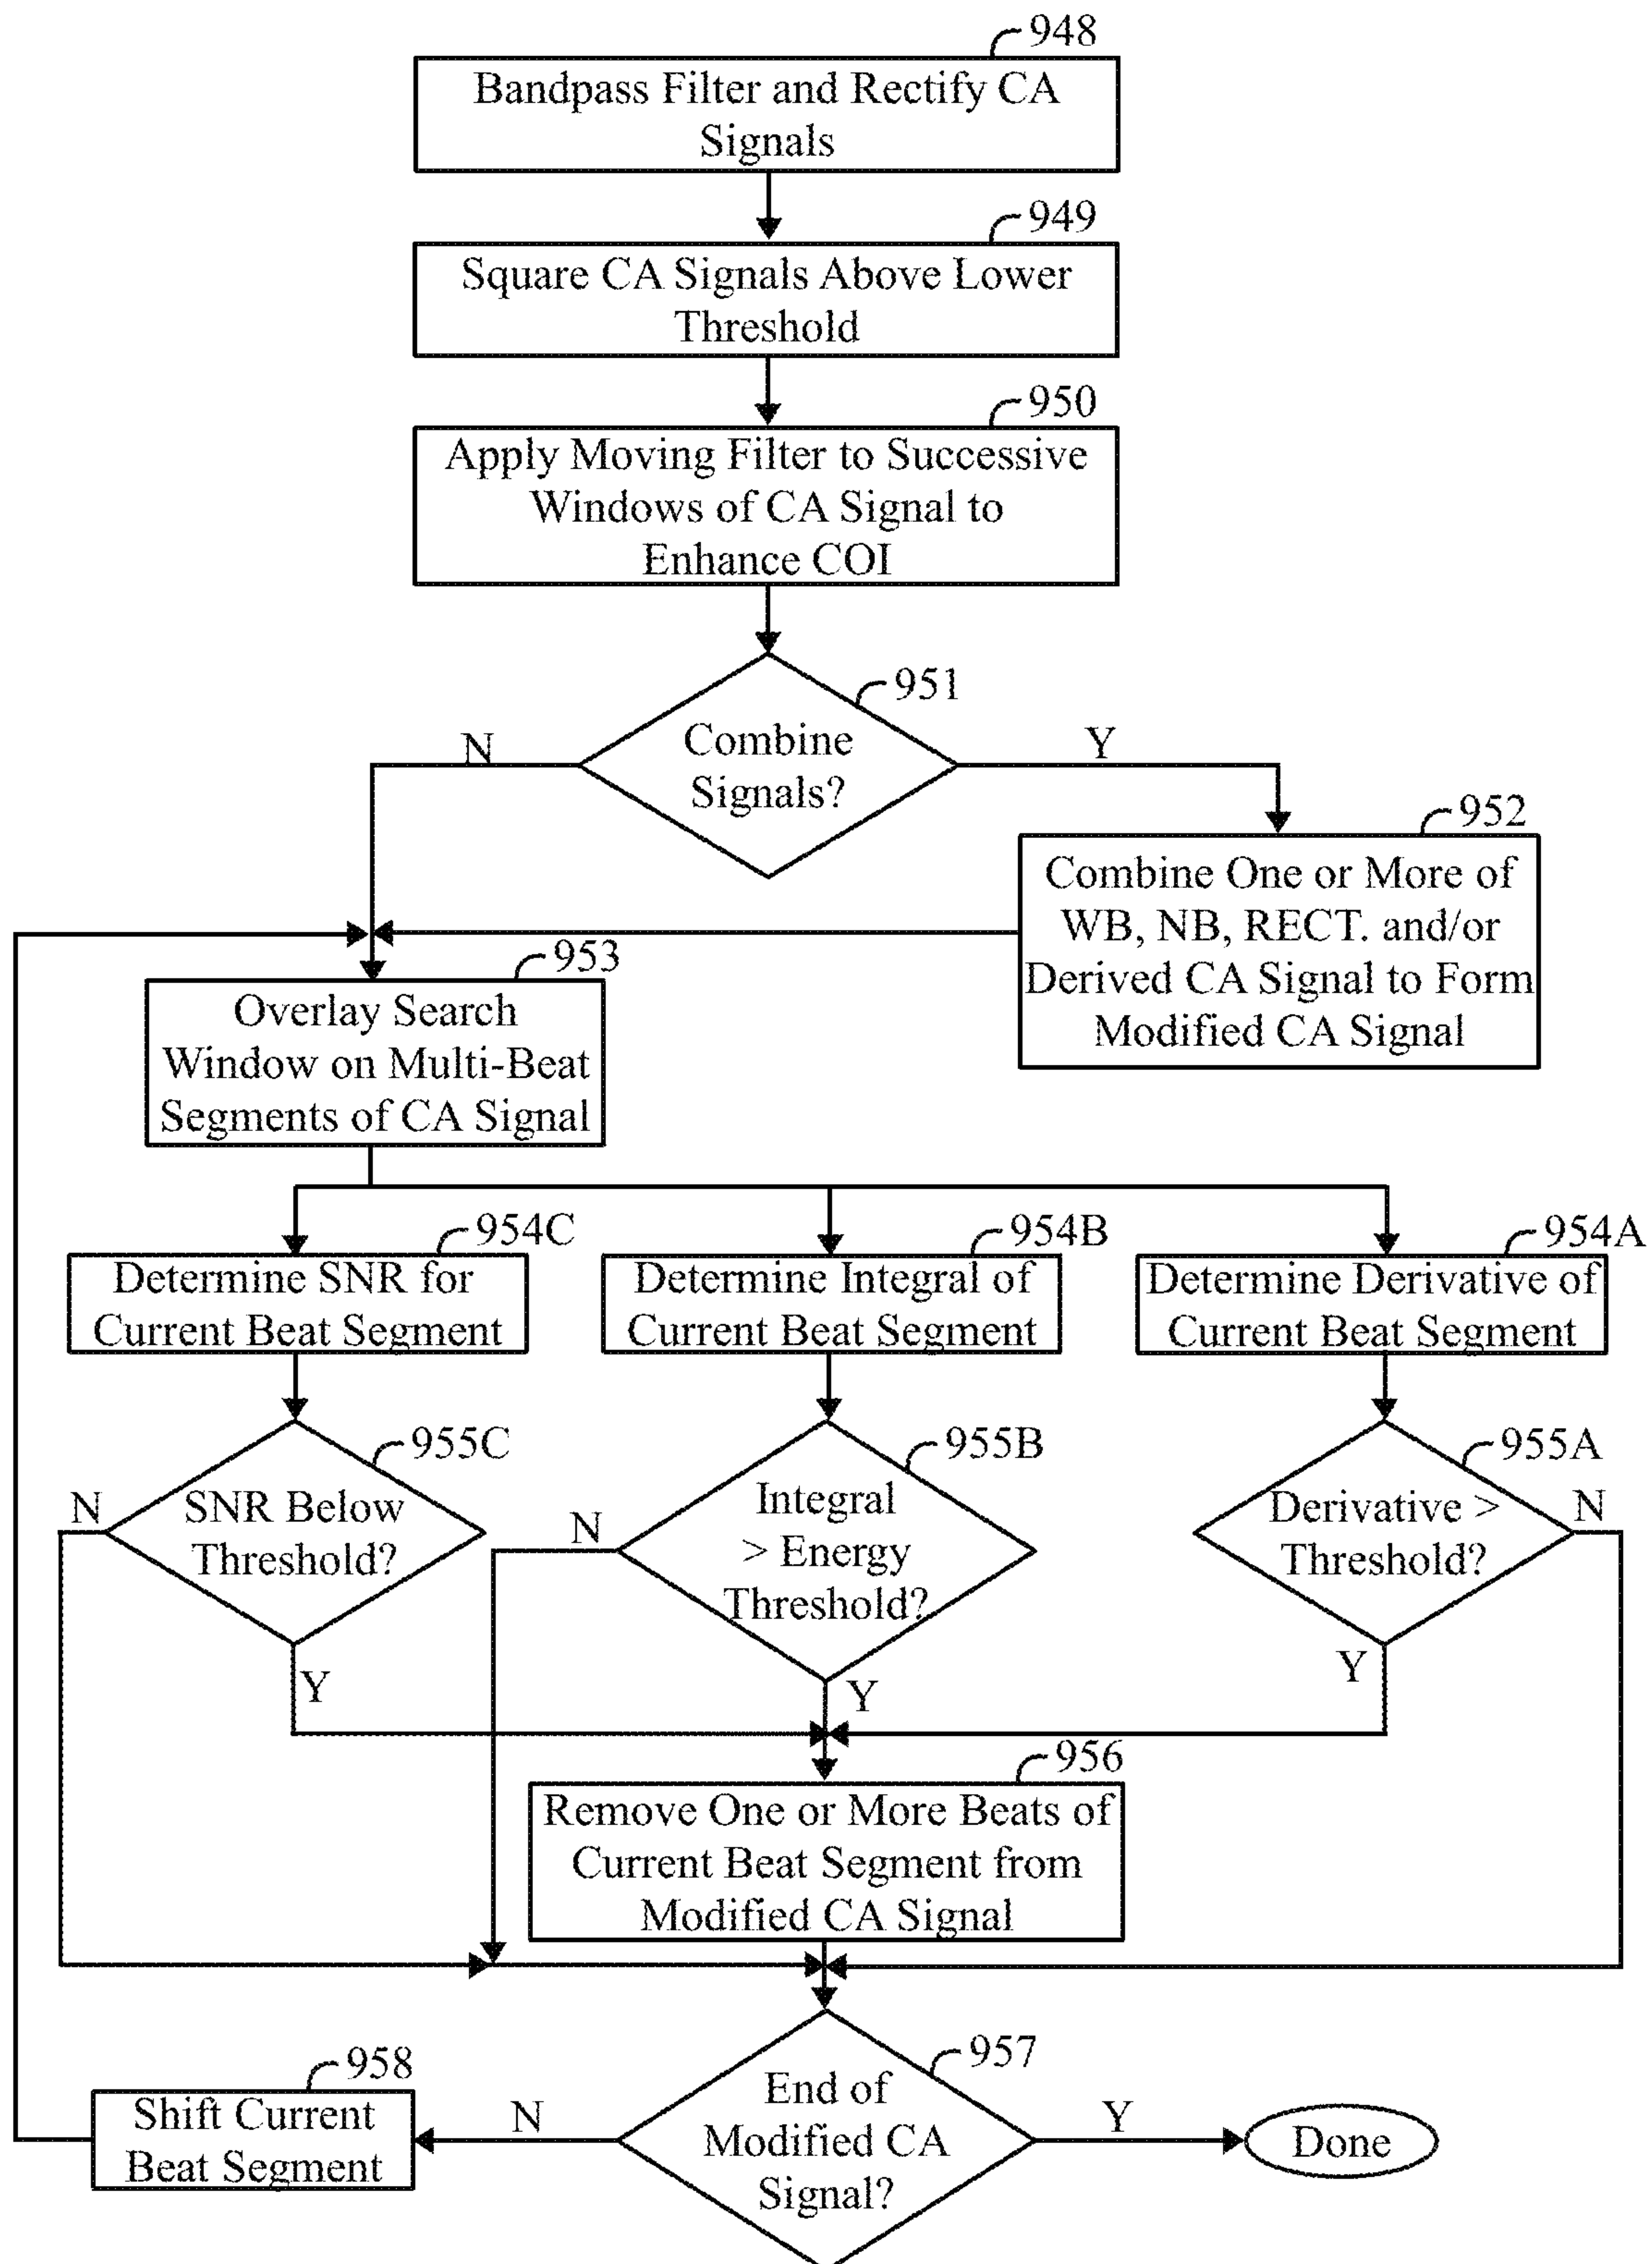 948
Bandpass Filter and Rectify CA
Signals
949
Square CA Signals Above Lower
Threshold
950
Apply Moving Filter to Successive
Windows of CA Signal to
Enhance COI
951
Combine
Signals?
N
Y
952
Combine One or More of
WB, NB, RECT. and/or
Derived CA Signal to Form
Modified CA Signal
953
Overlay Search
Window on Multi-Beat
Segments of CA Signal
954C
Determine SNR for
Current Beat Segment
954B
Determine Integral of
Current Beat Segment
954A
Determine Derivative of
Current Beat Segment
955C
SNR Below
Threshold?
N
Y
955B
Integral
> Energy
Threshold?
N
Y
955A
Derivative >
Threshold?
N
Y
956
Remove One or More Beats of
Current Beat Segment from
Modified CA Signal
957
End of
Modified CA
Signal?
N
Y
958
Shift Current
Beat Segment
Done